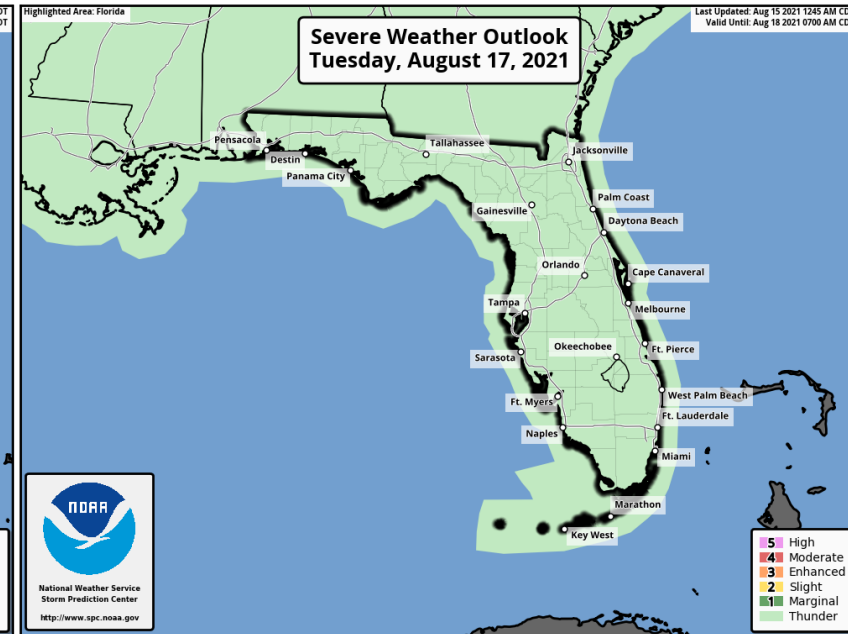 DT
DT
Highlighted Area: Florida
Last Updated: Aug 15 2021 1245 AM CD
Valid Until: Aug 18 2021 0700 AM CD
Severe Weather Outlook
Tuesday, August 17, 2021
Pensacola
Destin
Panama City
Tallahassee
Jacksonville
Gainesville
Palm Coast
Daytona Beach
Orlando
Cape Canaveral
Tampa
Melbourne
Okeechobee
Ft. Pierce
Sarasota
Ft. Myers
West Palm Beach
Ft. Lauderdale
Naples
Miami
Marathon
Key West
NOAA
National Weather Service
Storm Prediction Center
http://www.spc.noaa.gov
5 High
4 Moderate
3 Enhanced
2 Slight
1 Marginal
Thunder